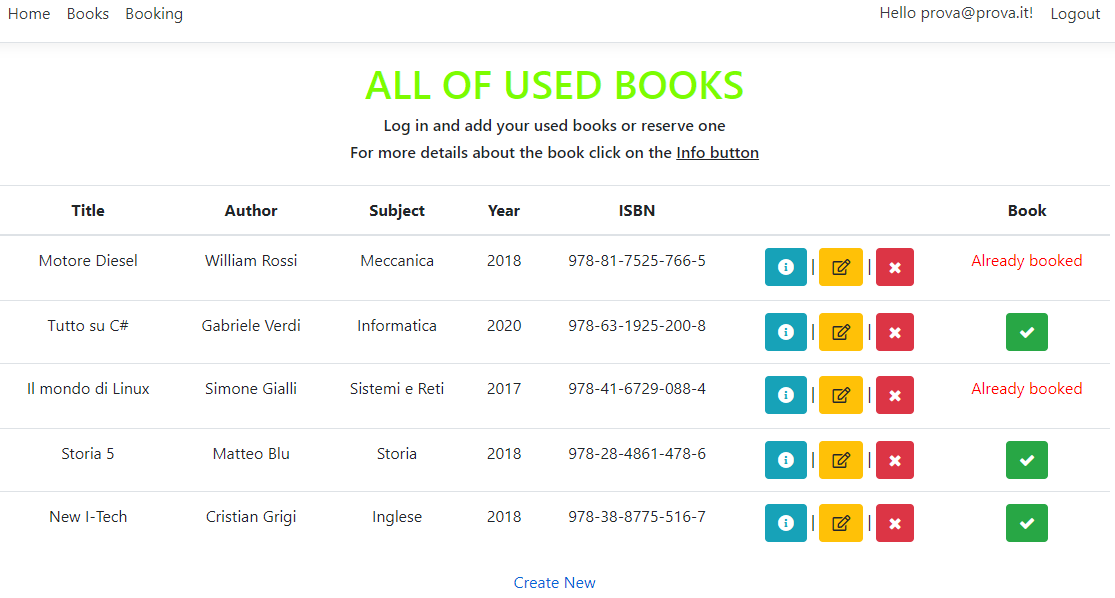 Home Books Booking Hello prova@prova.it! Logout
ALL OF USED BOOKS
Log in and add your used books or reserve one
For more details about the book click on the Info button
Title Author Subject Year ISBN Book
Motore Diesel William Rossi Meccanica 2018 978-81-7525-766-5 | | Already booked
Tutto su C# Gabriele Verdi Informatica 2020 978-63-1925-200-8 | |
Il mondo di Linux Simone Gialli Sistemi e Reti 2017 978-41-6729-088-4 | | Already booked
Storia 5 Matteo Blu Storia 2018 978-28-4861-478-6 | |
New I-Tech Cristian Grigi Inglese 2018 978-38-8775-516-7 | |
Create New